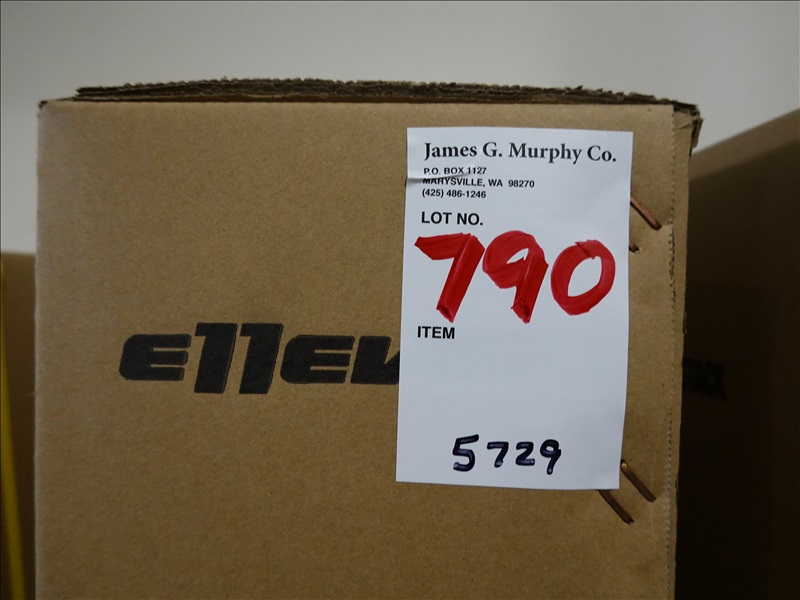 James G. Murphy Co.
P.O. BOX 1127
MARYSVILLE, WA 98270
(425) 486-1246
LOT NO.
790
ITEM
5729